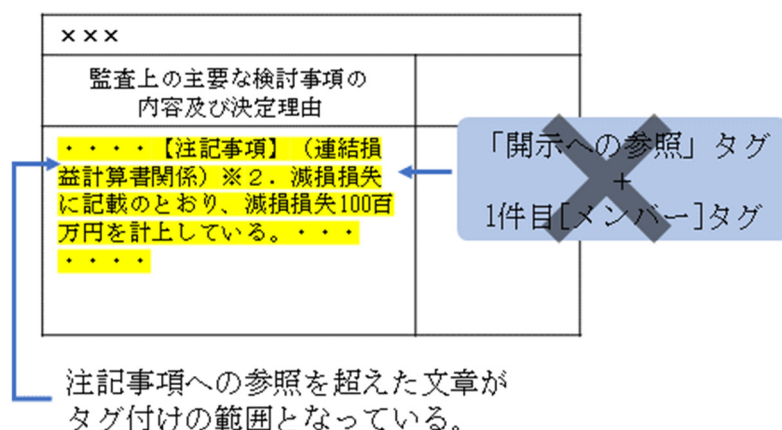 ×××
監査上の主要な検討事項の
内容及び決定理由
・・・・【注記事項】（連結損
益計算書関係）※２．減損損失
に記載のとおり、減損損失100百
万円を計上している。・・・
・・・・
「開示への参照」タグ
+
1件目[メンバー]タグ
注記事項への参照を超えた文章が
タグ付けの範囲となっている。